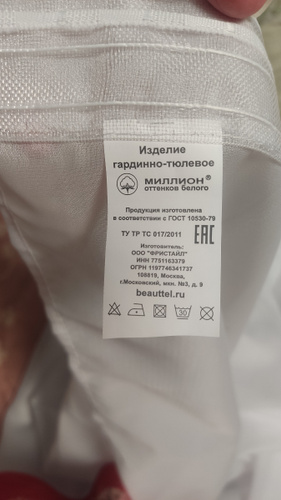 Изделие
гардинно-тюлевое
МИЛЛИОН®
оттенков белого
Продукция изготовлена
в соответствии с ГОСТ 10530-79
ТУ ТР ТС 017/2011
EAC
Изготовитель:
ООО "ФРИСТАЙЛ"
ИНН 7751163379
ОГРН 1197746341737
108819, Москва,
г.Московский, мкн. №3, д. 9
beauttel.ru
30